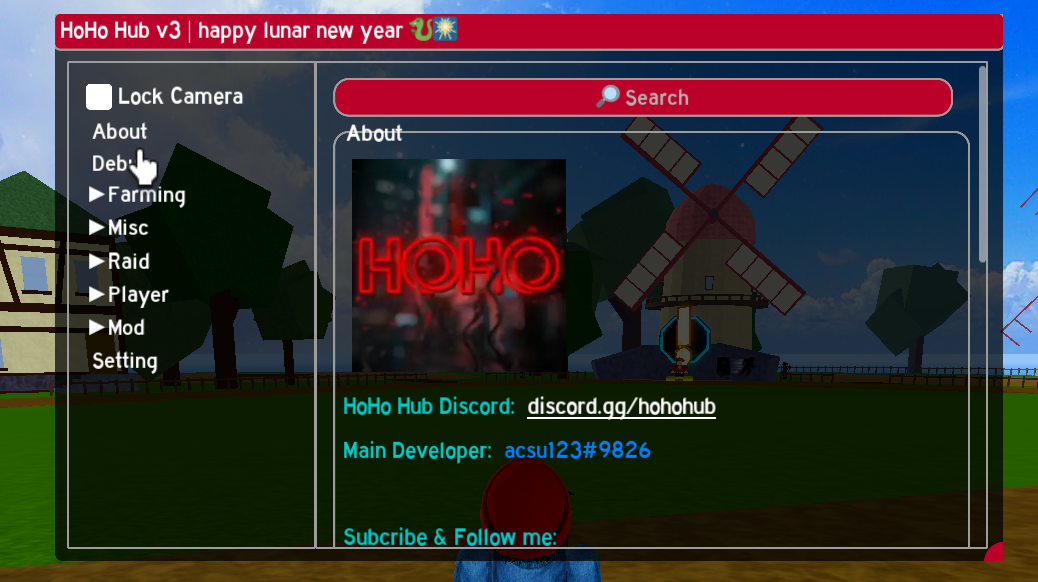 HoHo Hub v3 | happy lunar new year 🐍🎇
Lock Camera
About
▶Farming
▶Misc
▶Raid
▶Player
▶Mod
Setting
🔎 Search
About
HOHO
HoHo Hub Discord: discord.gg/hohohub
Main Developer: acsu123#9826
Subcribe & Follow me: